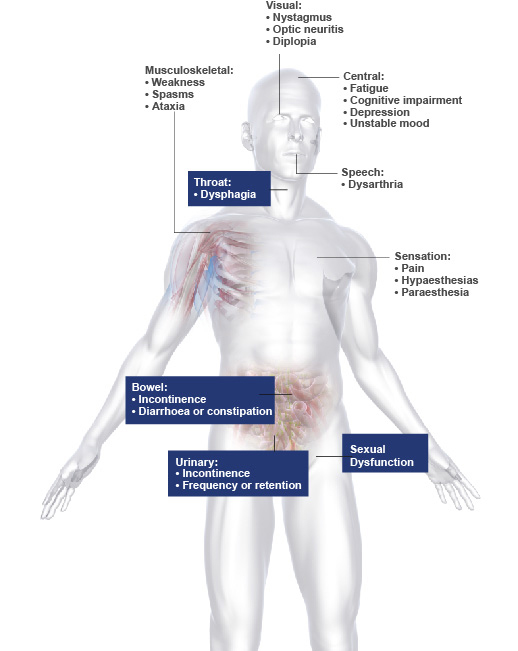 Visual:
• Nystagmus
• Optic neuritis
• Diplopia
Musculoskeletal:
• Weakness
• Spasms
• Ataxia
Central:
• Fatigue
• Cognitive impairment
• Depression
• Unstable mood
Throat:
• Dysphagia
Speech:
• Dysarthria
Sensation:
• Pain
• Hypaesthesias
• Paraesthesia
Bowel:
• Incontinence
• Diarrhoea or constipation
Urinary:
• Incontinence
• Frequency or retention
Sexual
Dysfunction